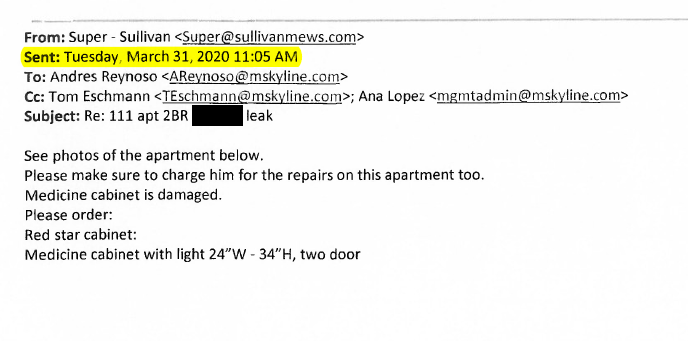 From: Super - Sullivan <Super@sullivanmews.com>
Sent: Tuesday, March 31, 2020 11:05 AM
To: Andres Reynoso <AReynoso@mskyline.com>
Cc: Tom Eschmann <TEschmann@mskyline.com>; Ana Lopez <mgmtadmin@mskyline.com>
Subject: Re: 111 apt 2BR leak
See photos of the apartment below.
Please make sure to charge him for the repairs on this apartment too.
Medicine cabinet is damaged.
Please order:
Red star cabinet:
Medicine cabinet with light 24”W - 34”H, two door